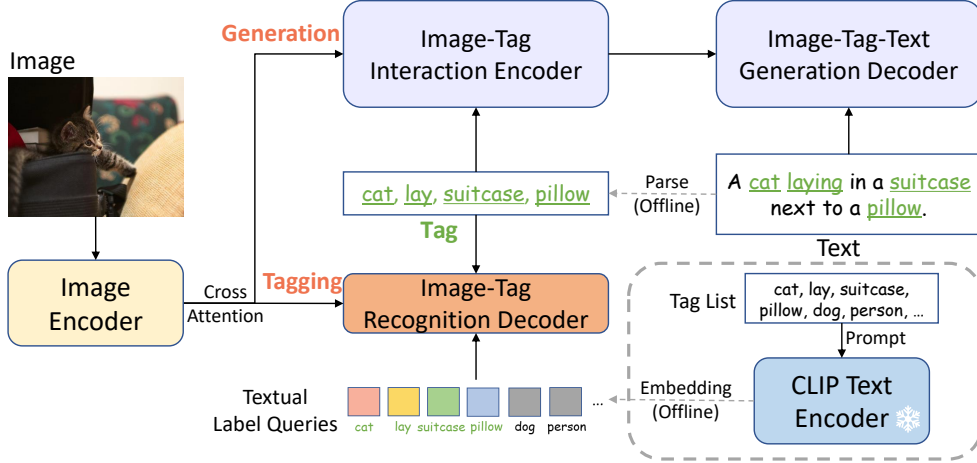 Generation
Image-Tag
Interaction Encoder
Image-Tag-Text
Generation Decoder
Image
cat, lay, suitcase, pillow
Parse
(Offline)
A cat laying in a suitcase
next to a pillow.
Tag
Text
Image
Encoder
Cross
Attention
Tagging
Image-Tag
Recognition Decoder
Tag List
cat, lay, suitcase,
pillow, dog, person, …
Prompt
Textual
Label Queries
cat
lay
suitcase
pillow
dog
person
...
Embedding
(Offline)
CLIP Text
Encoder